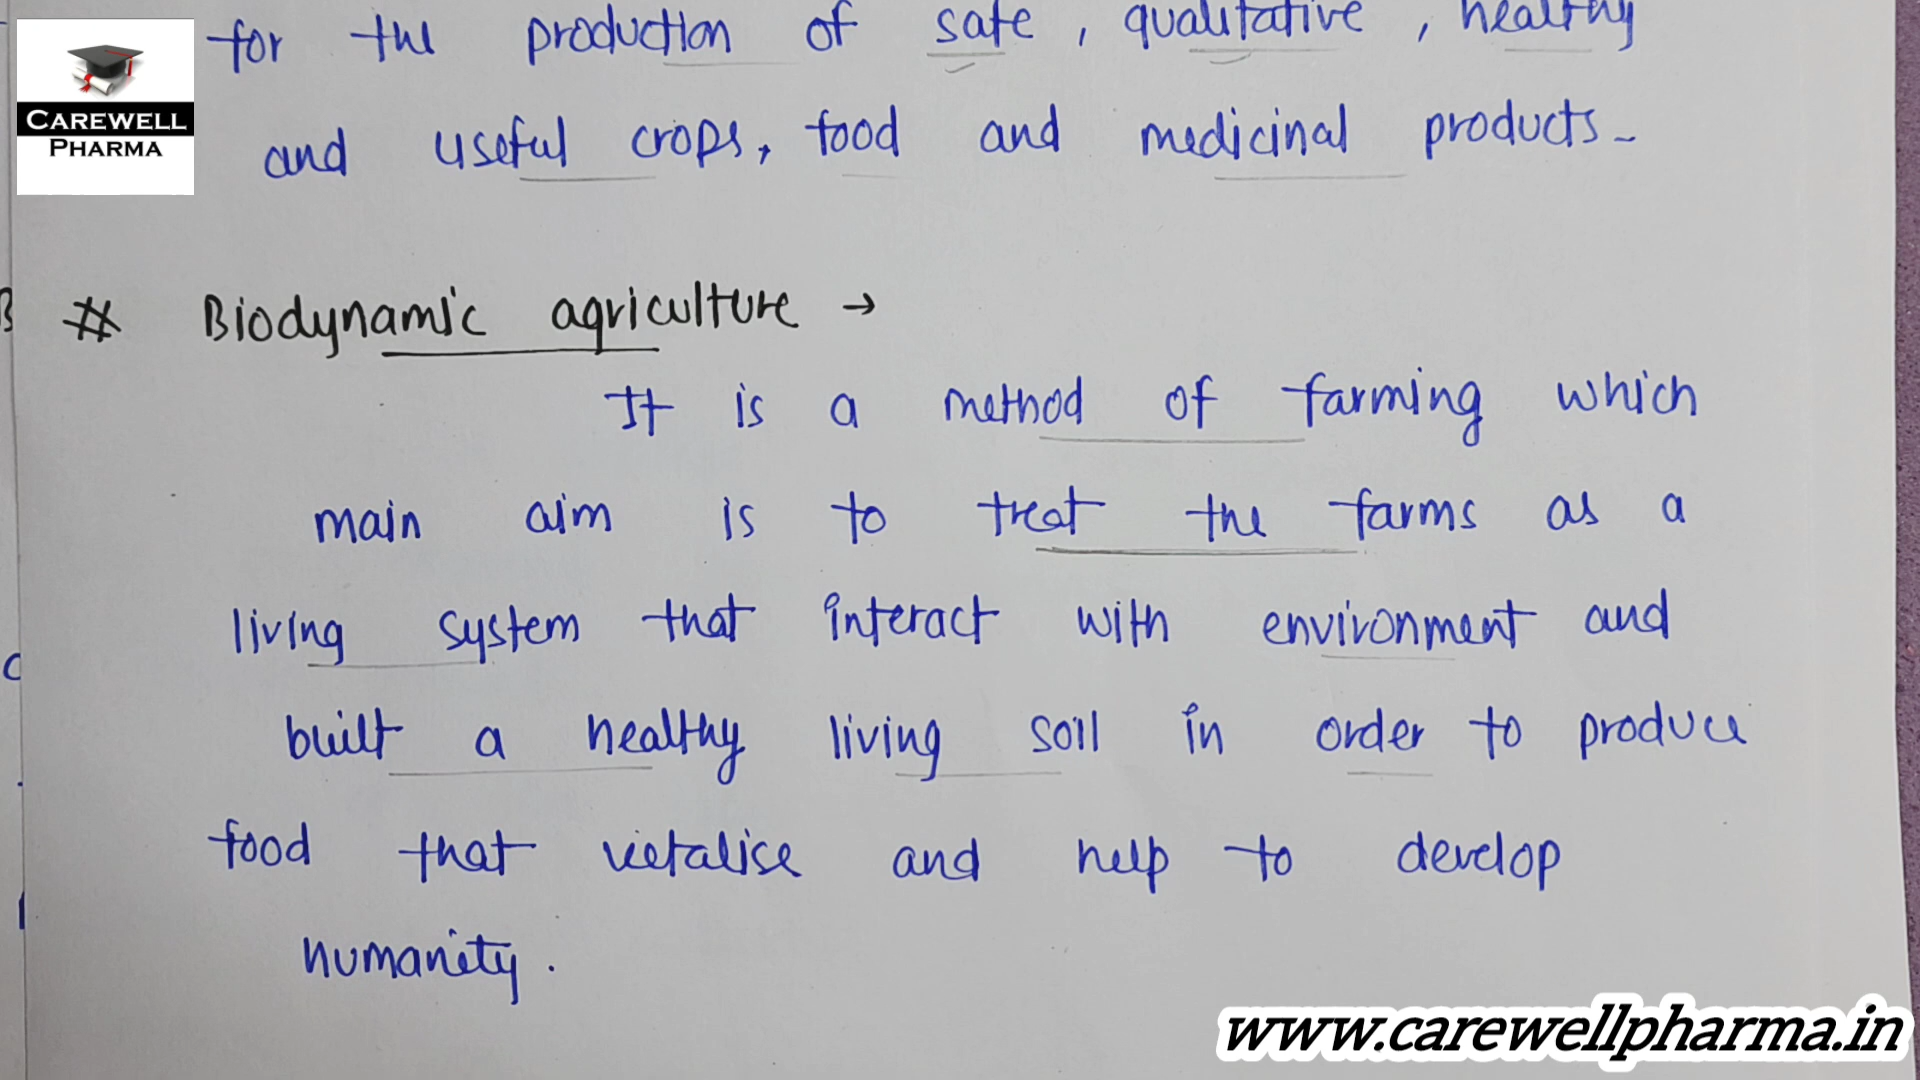 for the production of safe, qualitative, healthy
and useful crops, food and medicinal products-
CAREWELL
PHARMA
# Biodynamic agriculture →
It is a method of farming which
main aim is to treat the farms as a
living system that interact with environment and
built a healthy living soil in order to produce
food that vietalise and help to develop
humanity.
www.carewellpharma.in